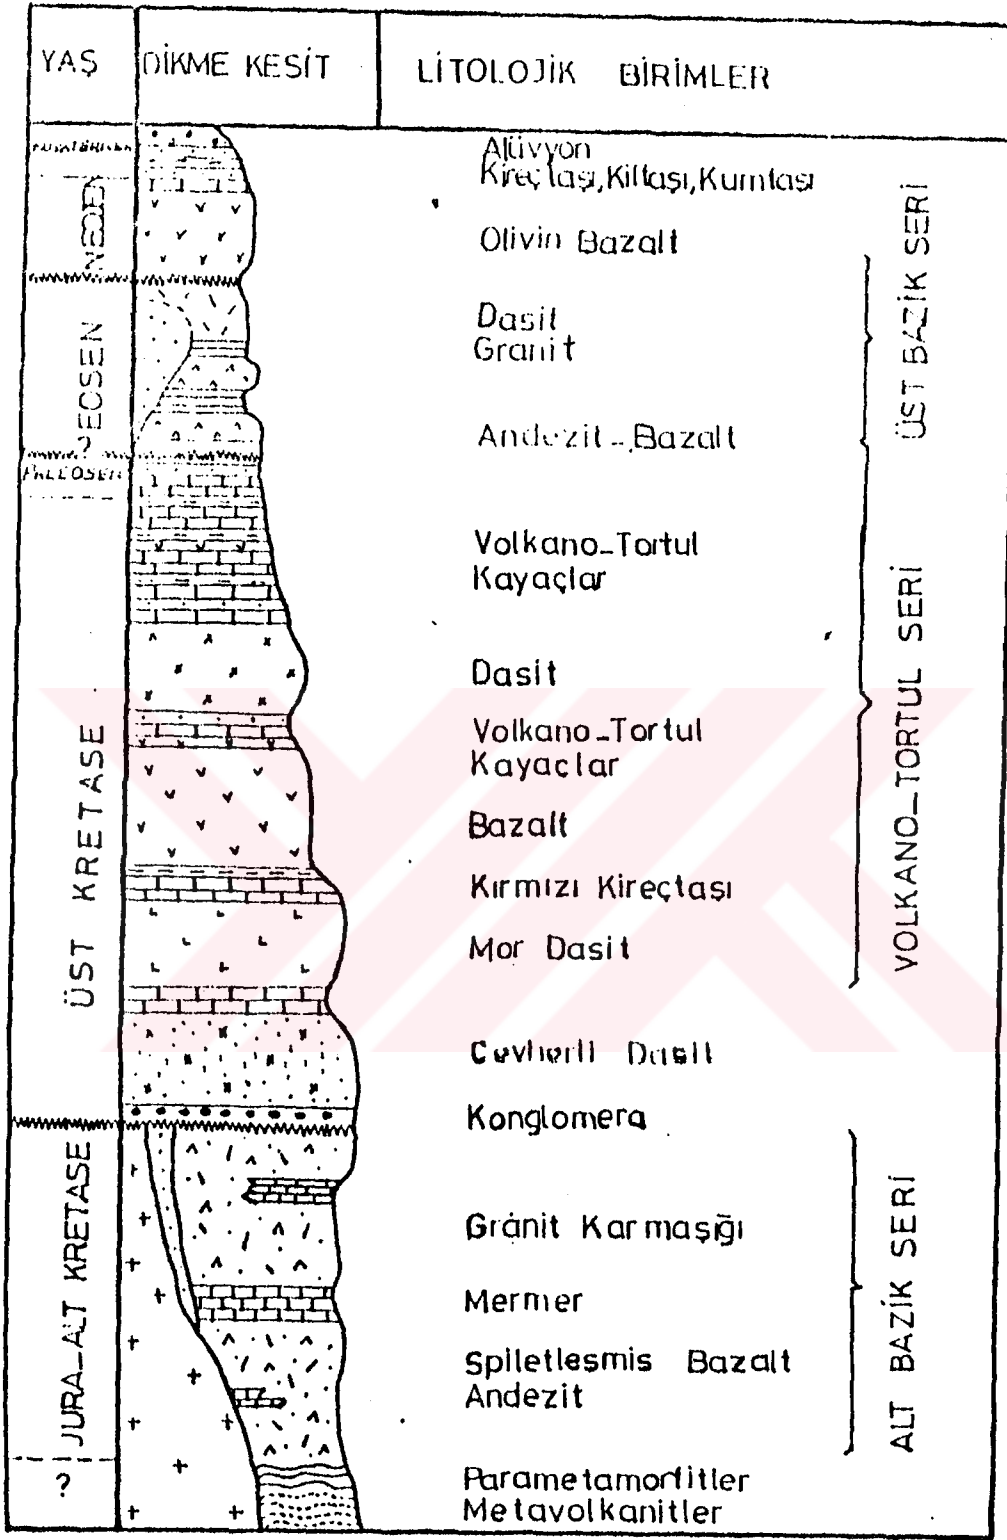 YAŞ
DİKME KESİT
LİTOLOJİK BİRİMLER
NEOJEN
EOSEN
?
PALEOSEN
ÜST KRETASE
JURA-ALT KRETASE
?
Alüvyon
Kireçtaşı,Kiltaşı,Kumtaşı
Olivin Bazalt
Dasit
Granit
Andezit-Bazalt
Volkano-Tortul
Kayaçlar
Dasit
Volkano-Tortul
Kayaclar
Bazalt
Kırmızı Kireçtaşı
Mor Dasit
Cevherli Dasit
Konglomera
Granit Karmaşığı
Mermer
Spiletleşmis Bazalt
Andezit
Parametamorfitler
Metavolkanitler
ÜST BAZİK SERİ
VOLKANO-TORTUL SERİ
ALT BAZİK SERİ